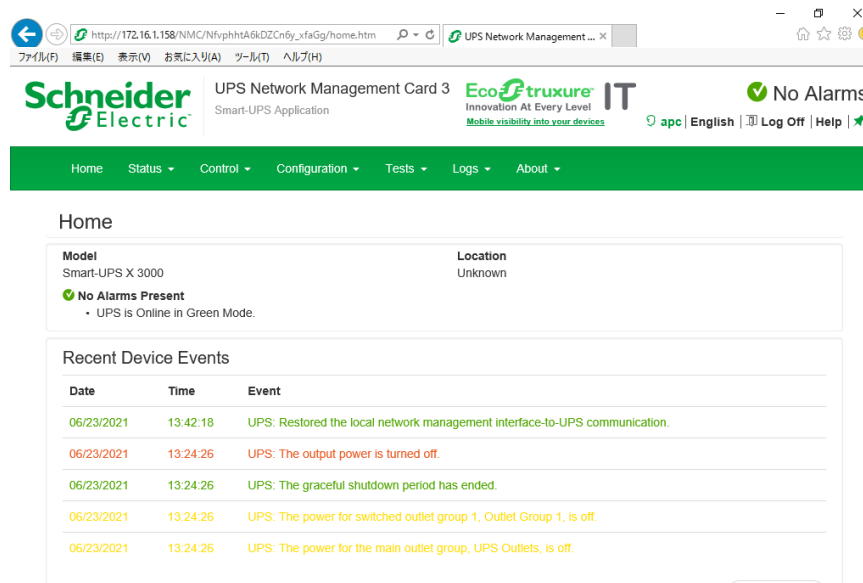 http://172.16.1.158/NMC/NfvphhtA6kDZCn6y_xfaGg/home.htm
UPS Network Management ...
ファイル(F) 編集(E) 表示(V) お気に入り(A) ツール(T) ヘルプ(H)
Schneider Electric
UPS Network Management Card 3
Smart-UPS Application
EcoStruxure IT
Innovation At Every Level
Mobile visibility into your devices
No Alarms
apc | English | Log Off | Help |
Home Status Control Configuration Tests Logs About
Home
Model Location
Smart-UPS X 3000 Unknown
No Alarms Present
• UPS is Online in Green Mode.
Recent Device Events
Date Time Event
06/23/2021 13:42:18 UPS: Restored the local network management interface-to-UPS communication.
06/23/2021 13:24:26 UPS: The output power is turned off.
06/23/2021 13:24:26 UPS: The graceful shutdown period has ended.
06/23/2021 13:24:26 UPS: The power for switched outlet group 1, Outlet Group 1, is off.
06/23/2021 13:24:26 UPS: The power for the main outlet group, UPS Outlets, is off.